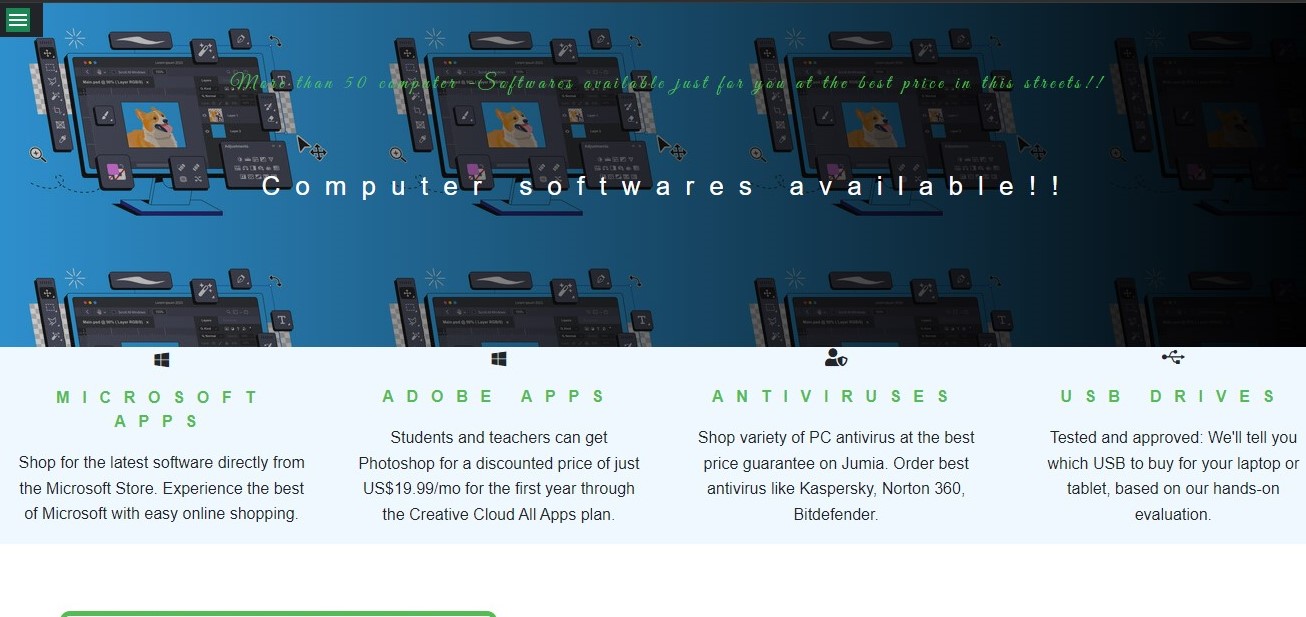 More than 50 computer -Softwares available just for you at the best price in this streets!!
Computer softwares available!!
MICROSOFT
APPS
Shop for the latest software directly from
the Microsoft Store. Experience the best
of Microsoft with easy online shopping.
ADOBE APPS
Students and teachers can get
Photoshop for a discounted price of just
US$19.99/mo for the first year through
the Creative Cloud All Apps plan.
ANTIVIRUSES
Shop variety of PC antivirus at the best
price guarantee on Jumia. Order best
antivirus like Kaspersky, Norton 360,
Bitdefender.
USB DRIVES
Tested and approved: We'll tell you
which USB to buy for your laptop or
tablet, based on our hands-on
evaluation.